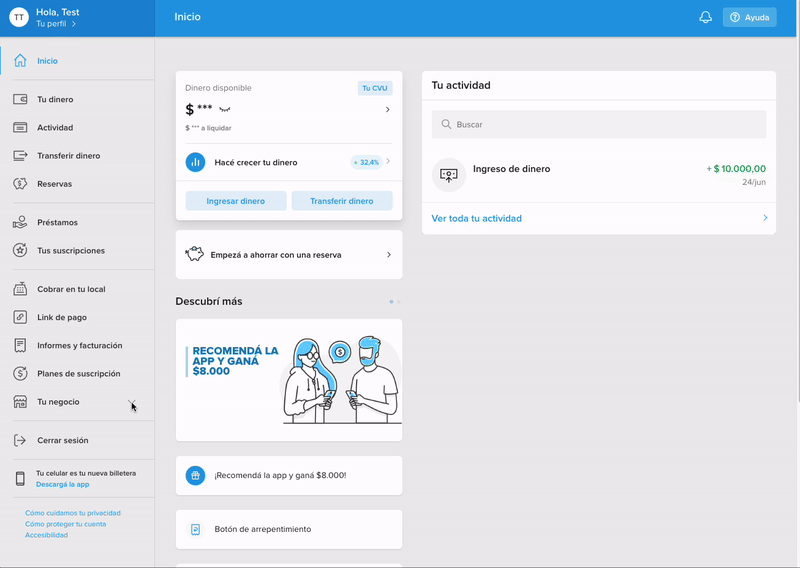 TT
Hola, Test
Tu perfil >
Inicio
Ayuda
Inicio
Tu dinero
Actividad
Transferir dinero
Reservas
Préstamos
Tus suscripciones
Cobrar en tu local
Link de pago
Informes y facturación
Planes de suscripción
Tu negocio
Cerrar sesión
Tu celular es tu nueva billetera
Descargá la app
Cómo cuidamos tu privacidad
Cómo proteger tu cuenta
Accesibilidad
Dinero disponible
Tu CVU
$ ***
$ *** a liquidar
Hacé crecer tu dinero
+ 32,4%
Ingresar dinero
Transferir dinero
Empezá a ahorrar con una reserva
Descubrí más
RECOMENDÁ LA
APP Y GANÁ
$8.000
¡Recomendá la app y ganá $8.000!
Botón de arrepentimiento
Tu actividad
Buscar
Ingreso de dinero
+ $ 10.000,00
24/jun
Ver toda tu actividad